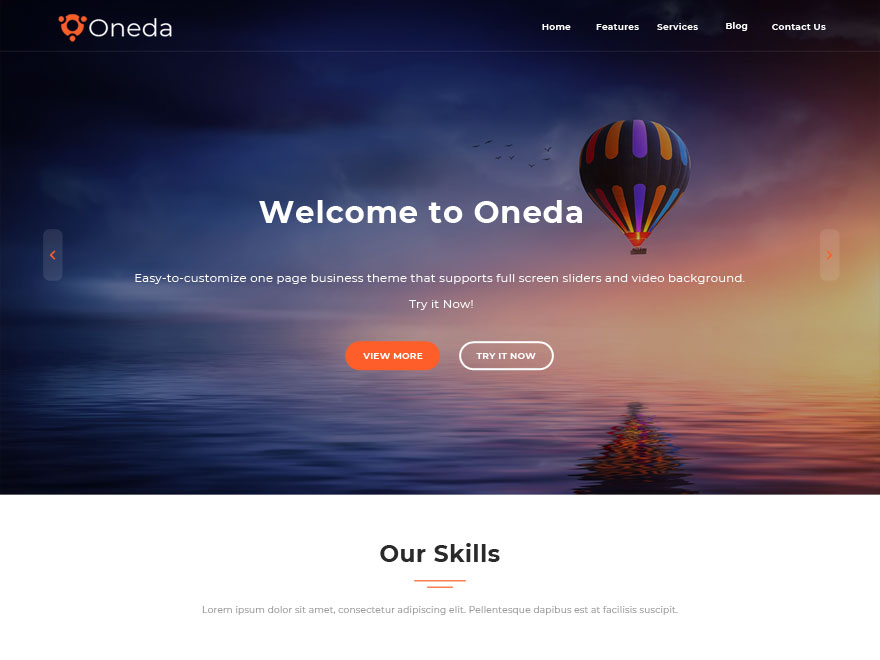 Oneda
Home Features Services Blog Contact Us
Welcome to Oneda
Easy-to-customize one page business theme that supports full screen sliders and video background.
Try it Now!
VIEW MORE TRY IT NOW
Our Skills
Lorem ipsum dolor sit amet, consectetur adipiscing elit. Pellentesque dapibus est at facilisis suscipit.